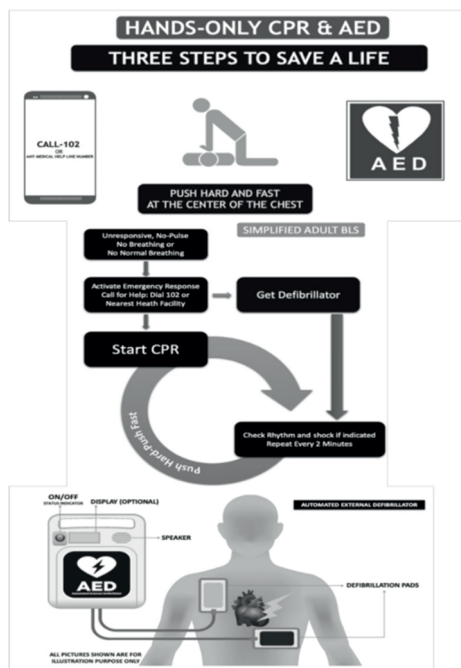 HANDS-ONLY CPR & AED
THREE STEPS TO SAVE A LIFE
CALL-102
OR
ANY MEDICAL HELP LINE NUMBER
AED
PUSH HARD AND FAST
AT THE CENTER OF THE CHEST
SIMPLIFIED ADULT BLS
Unresponsive, No-Pulse
No Breathing or
No Normal Breathing
Activate Emergency Response
Call for Help: Dial 102 or
Nearest Heath Facility
Get Defibrillator
Start CPR
Push Hard-Push Fast
Check Rhythm and shock if indicated
Repeat Every 2 Minutes
ON/OFF
STATUS INDICATOR
DISPLAY (OPTIONAL)
SPEAKER
AUTOMATED EXTERNAL DEFIBRILLATOR
AED
DEFIBRILLATION PADS
ALL PICTURES SHOWN ARE FOR
ILLUSTRATION PURPOSE ONLY